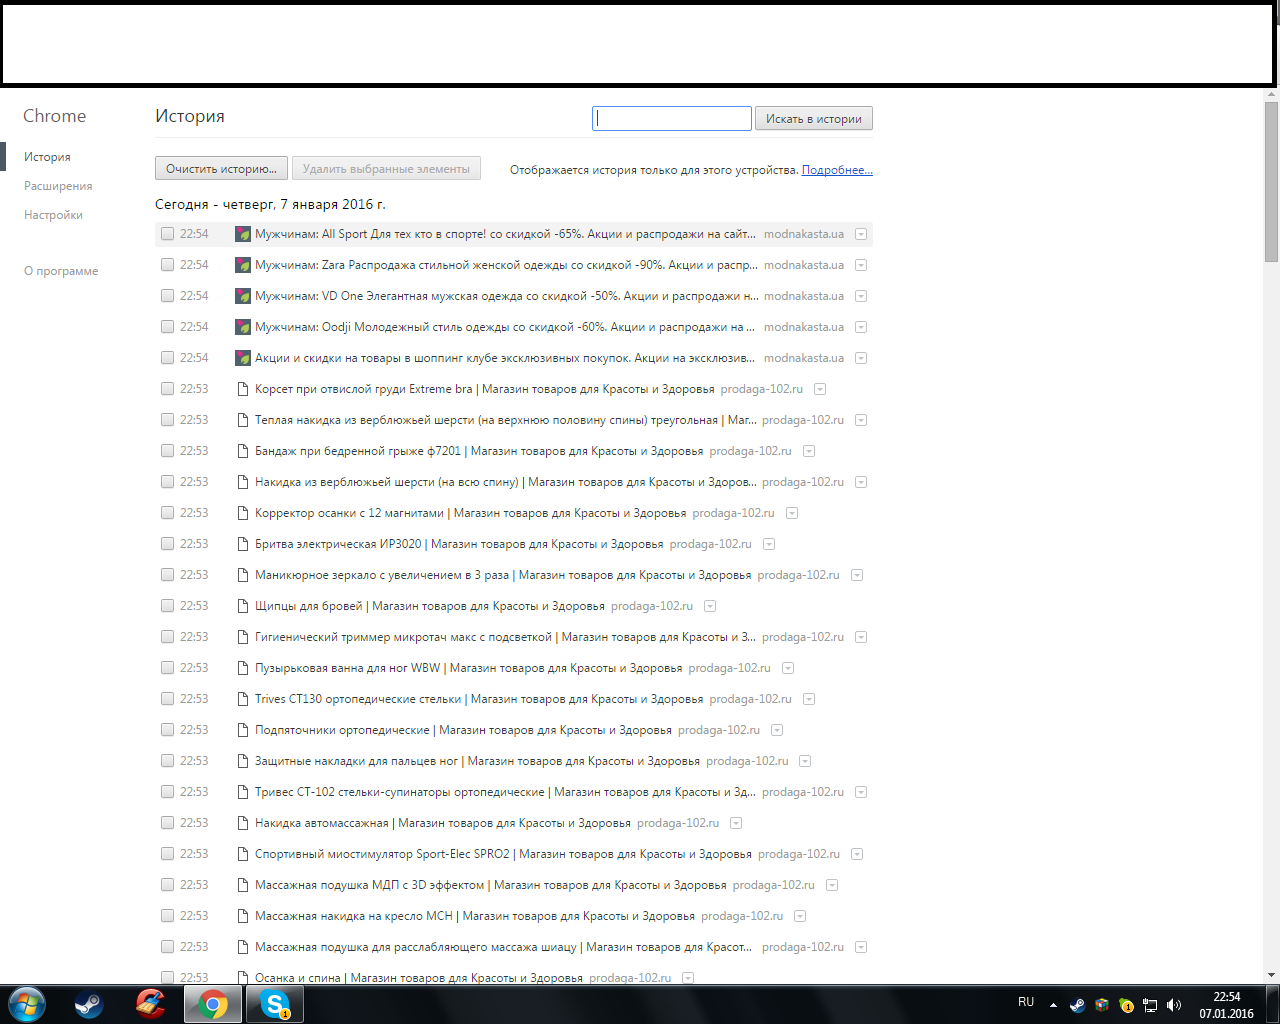 Chrome
История
Искать в истории
История
Расширения
Настройки
О программе
Очистить историю...
Удалить выбранные элементы
Отображается история только для этого устройства. Подробнее...
Сегодня - четверг, 7 января 2016 г.
22:54 Мужчинам: All Sport Для тех кто в спорте! со скидкой -65%. Акции и распродажи на сайт... modnakasta.ua
22:54 Мужчинам: Zara Распродажа стильной женской одежды со скидкой -90%. Акции и распр... modnakasta.ua
22:54 Мужчинам: VD One Элегантная мужская одежда со скидкой -50%. Акции и распродажи н... modnakasta.ua
22:54 Мужчинам: Oodji Молодежный стиль одежды со скидкой -60%. Акции и распродажи на ... modnakasta.ua
22:54 Акции и скидки на товары в шоппинг клубе эксклюзивных покупок. Акции на эксклюзив... modnakasta.ua
22:53 Корсет при отвислой груди Extreme bra | Магазин товаров для Красоты и Здоровья prodaga-102.ru
22:53 Теплая накидка из верблюжьей шерсти (на верхнюю половину спины) треугольная | Маг... prodaga-102.ru
22:53 Бандаж при бедренной грыже ф7201 | Магазин товаров для Красоты и Здоровья prodaga-102.ru
22:53 Накидка из верблюжьей шерсти (на всю спину) | Магазин товаров для Красоты и Здоров... prodaga-102.ru
22:53 Корректор осанки с 12 магнитами | Магазин товаров для Красоты и Здоровья prodaga-102.ru
22:53 Бритва электрическая ИР3020 | Магазин товаров для Красоты и Здоровья prodaga-102.ru
22:53 Маникюрное зеркало с увеличением в 3 раза | Магазин товаров для Красоты и Здоровья prodaga-102.ru
22:53 Щипцы для бровей | Магазин товаров для Красоты и Здоровья prodaga-102.ru
22:53 Гигиенический триммер микротач макс с подсветкой | Магазин товаров для Красоты и З... prodaga-102.ru
22:53 Пузырьковая ванна для ног WBW | Магазин товаров для Красоты и Здоровья prodaga-102.ru
22:53 Trives СТ130 ортопедические стельки | Магазин товаров для Красоты и Здоровья prodaga-102.ru
22:53 Подпяточники ортопедические | Магазин товаров для Красоты и Здоровья prodaga-102.ru
22:53 Защитные накладки для пальцев ног | Магазин товаров для Красоты и Здоровья prodaga-102.ru
22:53 Тривес СТ-102 стельки-супинаторы ортопедические | Магазин товаров для Красоты и Зд... prodaga-102.ru
22:53 Накидка автомассажная | Магазин товаров для Красоты и Здоровья prodaga-102.ru
22:53 Спортивный миостимулятор Sport-Elec SPRO2 | Магазин товаров для Красоты и Здоровья prodaga-102.ru
22:53 Массажная подушка МДП с 3D эффектом | Магазин товаров для Красоты и Здоровья prodaga-102.ru
22:53 Массажная накидка на кресло МСН | Магазин товаров для Красоты и Здоровья prodaga-102.ru
22:53 Массажная подушка для расслабляющего массажа шиацу | Магазин товаров для Красот... prodaga-102.ru
22:53 Осанка и спина | Магазин товаров для Красоты и Здоровья prodaga-102.ru
RU
22:54
07.01.2016